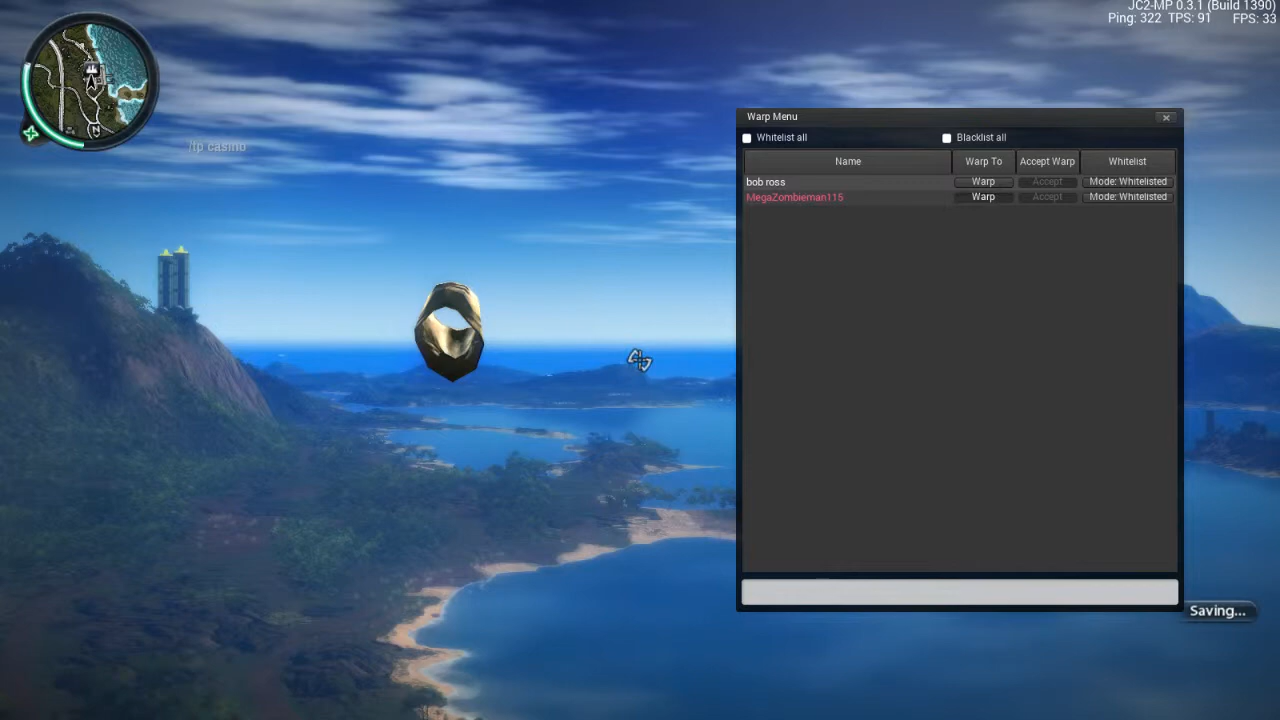 JC2-MP 0.3.1 (Build 1390)
Ping: 322 TPS: 91 FPS: 33
N
/tp casino
Warp Menu
Whitelist all Blacklist all
Name Warp To Accept Warp Whitelist
bob ross Warp Accept Mode: Whitelisted
MegaZombieman115 Warp Accept Mode: Whitelisted
Saving...